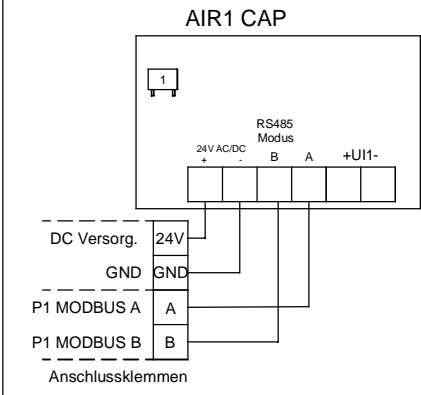 AIR1 CAP
1
RS485
Modus
24V AC/DC
+ - B A +UI1-
DC Versorg. 24V
GND GND
P1 MODBUS A A
P1 MODBUS B B
Anschlussklemmen